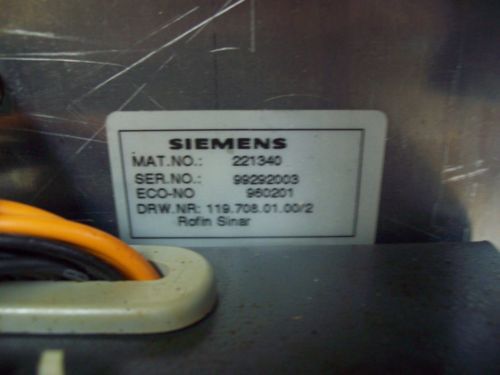 SIEMENS
MAT.NO.: 221340
SER.NO.: 99292003
ECO-NO 960201
DRW.NR: 119.708.01.00/2
Rofin Sinar